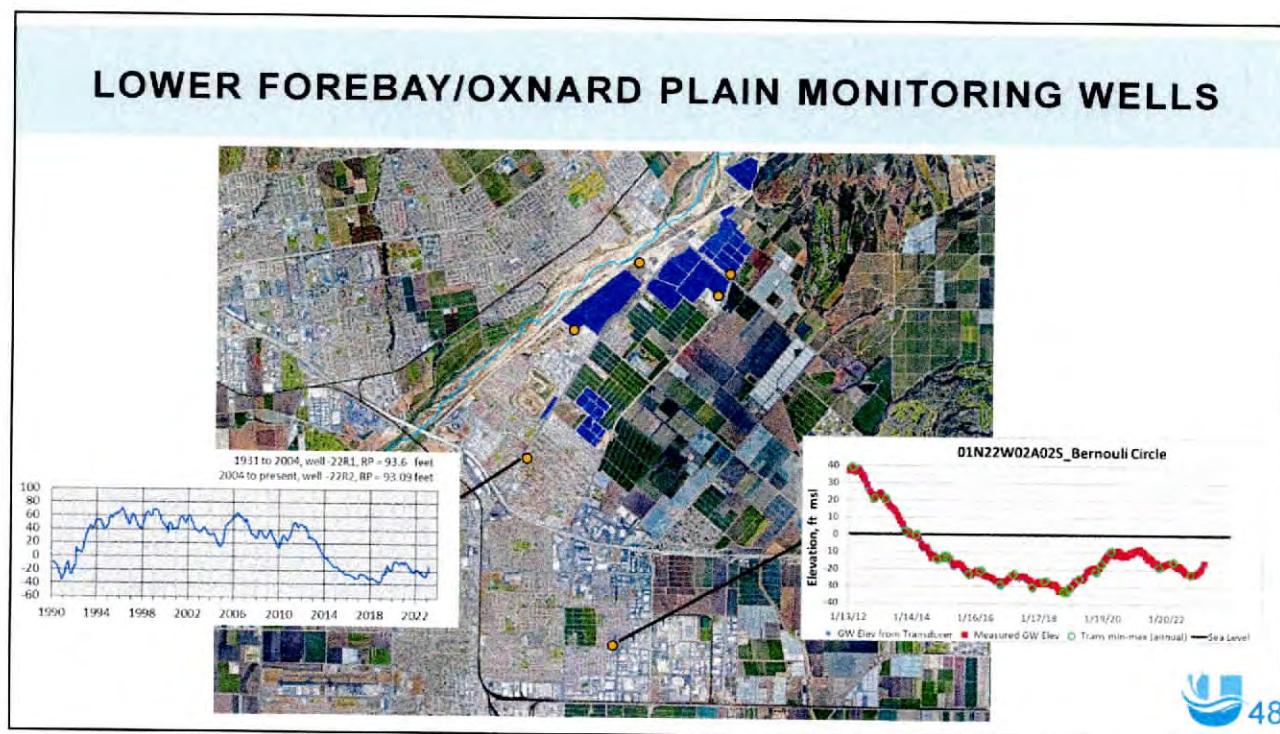 LOWER FOREBAY/OXNARD PLAIN MONITORING WELLS
1931 to 2004, well -22R1, RP = 93.6 feet
2004 to present, well -22R2, RP = 93.09 feet
100
80
60
40
20
0
-20
-40
-60
1990 1994 1998 2002 2006 2010 2014 2018 2022
01N22W02A02S_Bernouli Circle
Elevation, ft msl
40
30
20
10
0
-10
-20
-30
-40
1/13/12 1/14/14 1/16/16 1/17/18 1/19/20 1/20/22
GW Elev from Transducer Measured GW Elev Trans min-max (annual) Sea Level
48